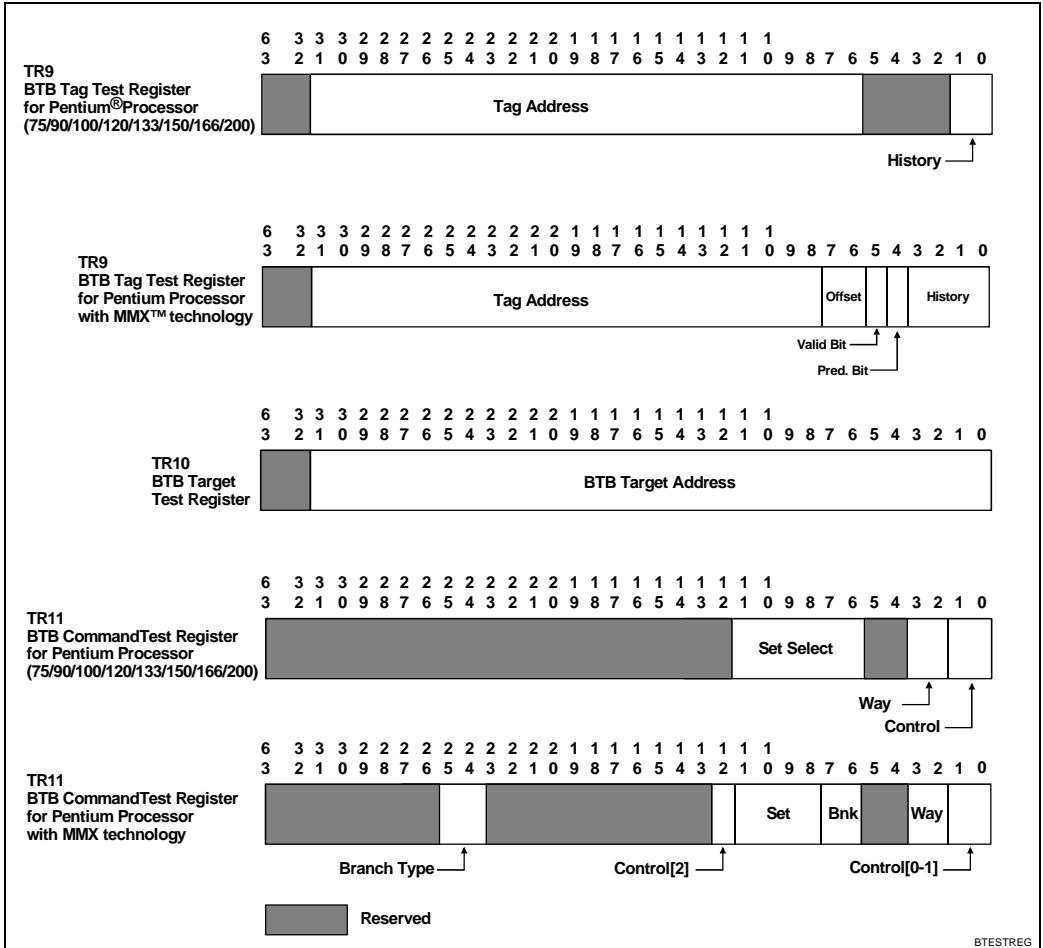 6 3 3 3 2 2 2 2 2 2 2 2 2 2 1 1 1 1 1 1 1 1 1 1
3 2 1 0 9 8 7 6 5 4 3 2 1 0 9 8 7 6 5 4 3 2 1 0 9 8 7 6 5 4 3 2 1 0
TR9
BTB Tag Test Register
for Pentium®Processor
(75/90/100/120/133/150/166/200)
Tag Address
History
6 3 3 3 2 2 2 2 2 2 2 2 2 2 1 1 1 1 1 1 1 1 1 1
3 2 1 0 9 8 7 6 5 4 3 2 1 0 9 8 7 6 5 4 3 2 1 0 9 8 7 6 5 4 3 2 1 0
TR9
BTB Tag Test Register
for Pentium Processor
with MMX™ technology
Tag Address
Offset
History
Valid Bit
Pred. Bit
6 3 3 3 2 2 2 2 2 2 2 2 2 2 1 1 1 1 1 1 1 1 1 1
3 2 1 0 9 8 7 6 5 4 3 2 1 0 9 8 7 6 5 4 3 2 1 0 9 8 7 6 5 4 3 2 1 0
TR10
BTB Target
Test Register
BTB Target Address
6 3 3 3 2 2 2 2 2 2 2 2 2 2 1 1 1 1 1 1 1 1 1 1
3 2 1 0 9 8 7 6 5 4 3 2 1 0 9 8 7 6 5 4 3 2 1 0 9 8 7 6 5 4 3 2 1 0
TR11
BTB CommandTest Register
for Pentium Processor
(75/90/100/120/133/150/166/200)
Set Select
Way
Control
6 3 3 3 2 2 2 2 2 2 2 2 2 2 1 1 1 1 1 1 1 1 1 1
3 2 1 0 9 8 7 6 5 4 3 2 1 0 9 8 7 6 5 4 3 2 1 0 9 8 7 6 5 4 3 2 1 0
TR11
BTB CommandTest Register
for Pentium Processor
with MMX technology
Set
Bnk
Way
Branch Type
Control[2]
Control[0-1]
Reserved
BTESTREG